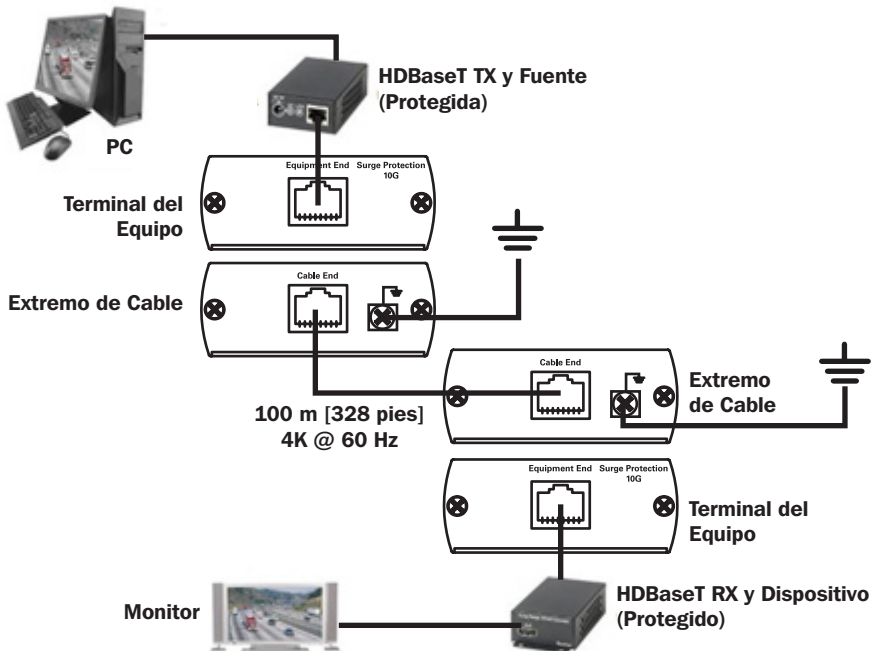 HDBaseT TX y Fuente
(Protegida)
PC
Equipment End
Surge Protection
10G
Terminal del
Equipo
Cable End
Extremo de Cable
Cable End
Extremo
de Cable
100 m [328 pies]
4K @ 60 Hz
Equipment End
Surge Protection
10G
Terminal del
Equipo
HDBaseT RX y Dispositivo
(Protegido)
Monitor